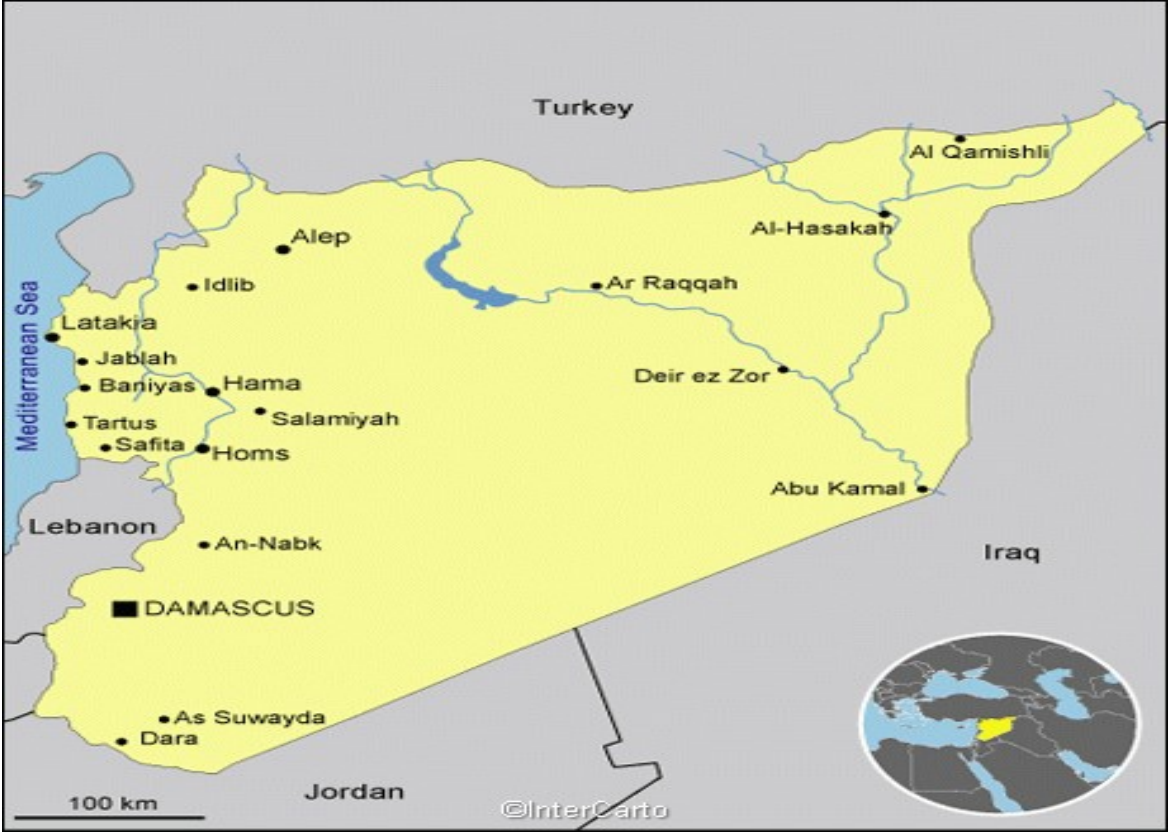 Turkey
Al Qamishli
Al-Hasakah
Alep
Idlib
Ar Raqqah
Mediterranean Sea
Latakia
Jablah
Baniyas
Hama
Deir ez Zor
Salamiyah
Tartus
Safita
Homs
Abu Kamal
Lebanon
An-Nabk
Iraq
DAMASCUS
As Suwayda
Dara
Jordan
100 km
©InterCarto